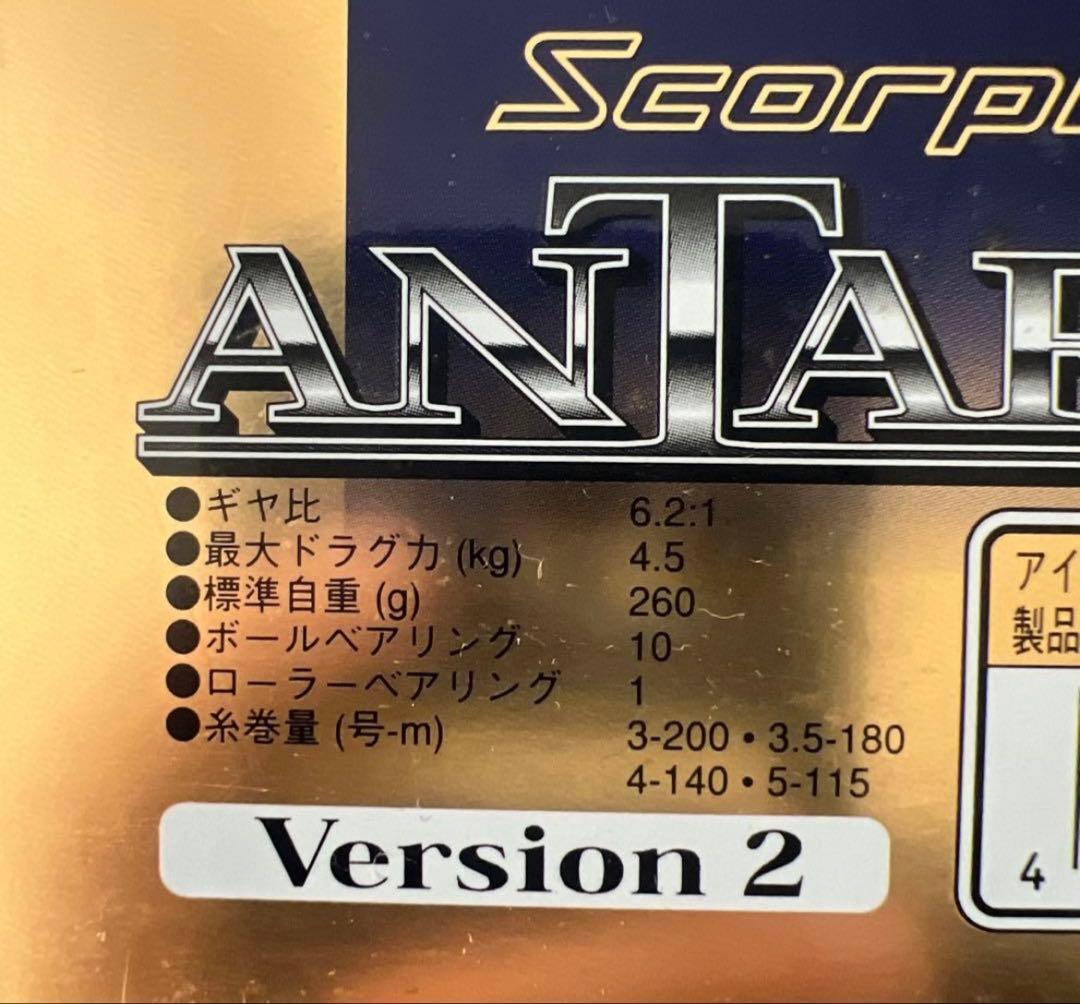 Scorp
ANTAR
●ギヤ比 6.2:1
●最大ドラグ力 (kg) 4.5
●標準自重 (g) 260
●ボールベアリング 10
●ローラーベアリング 1
●糸巻量 (号-m) 3-200・3.5-180
4-140・5-115
Version 2
アイ
製品
4